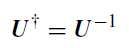 U† = U⁻¹